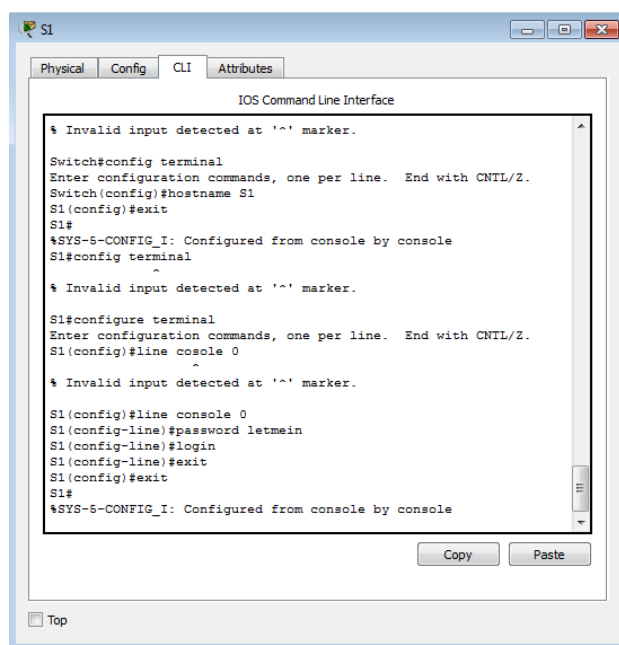 S1
Physical Config CLI Attributes
IOS Command Line Interface
% Invalid input detected at '^' marker.
Switch#config terminal
Enter configuration commands, one per line.  End with CNTL/Z.
Switch(config)#hostname S1
S1(config)#exit
S1#
%SYS-5-CONFIG_I: Configured from console by console
S1#config terminal
^
% Invalid input detected at '^' marker.
S1#configure terminal
Enter configuration commands, one per line.  End with CNTL/Z.
S1(config)#line cosole 0
^
% Invalid input detected at '^' marker.
S1(config)#line console 0
S1(config-line)#password letmein
S1(config-line)#login
S1(config-line)#exit
S1(config)#exit
S1#
%SYS-5-CONFIG_I: Configured from console by console
Copy Paste
Top